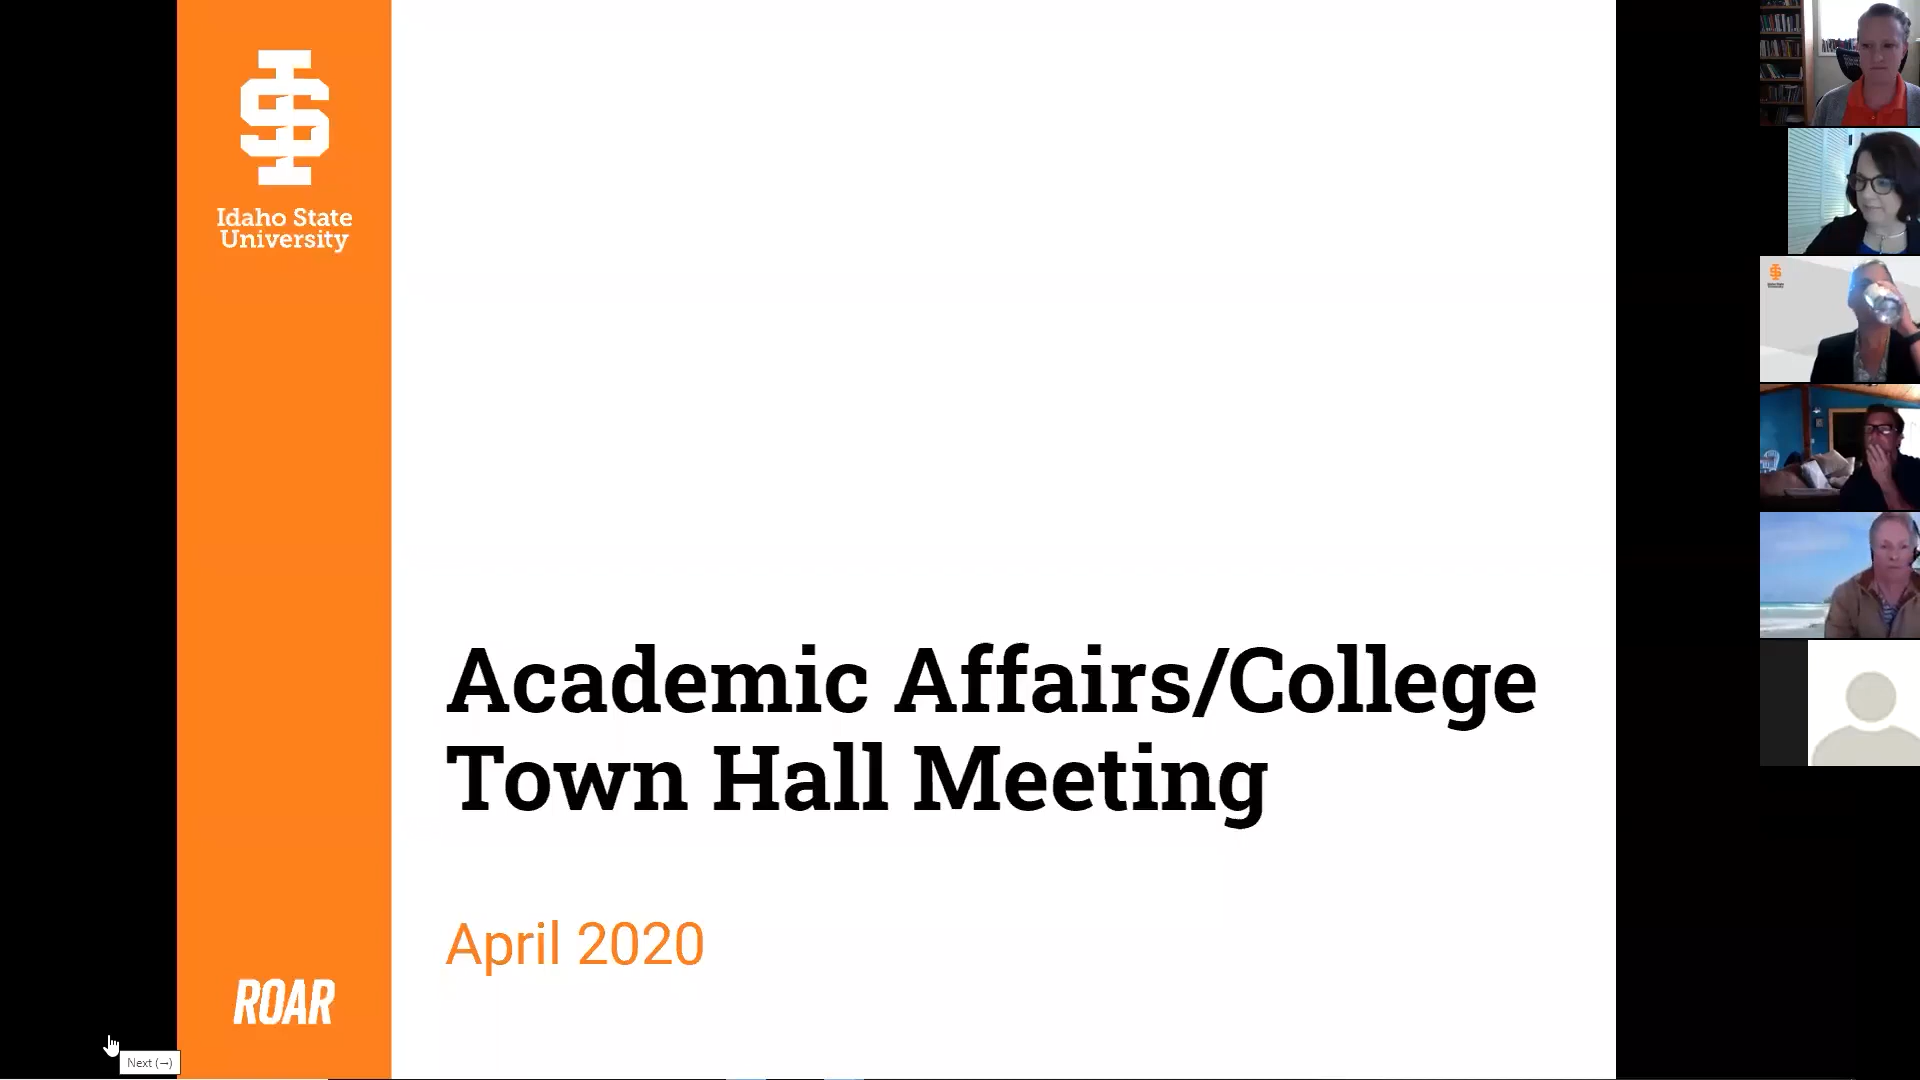 Idaho State
University
Academic Affairs/College
Town Hall Meeting
April 2020
ROAR
Next (→)